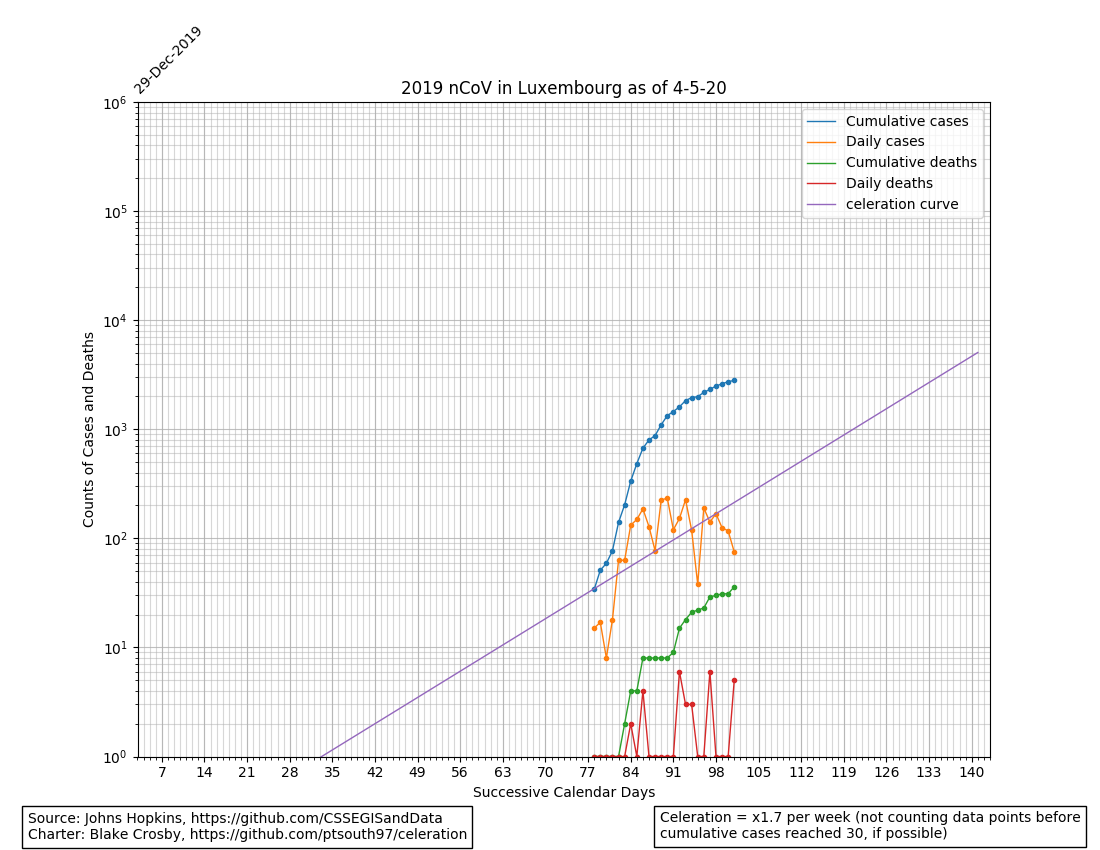 29-Dec-2019
2019 nCoV in Luxembourg as of 4-5-20
Cumulative cases
Daily cases
Cumulative deaths
Daily deaths
celeration curve
Counts of Cases and Deaths
10^6
10^5
10^4
10^3
10^2
10^1
10^0
7 14 21 28 35 42 49 56 63 70 77 84 91 98 105 112 119 126 133 140
Successive Calendar Days
Source: Johns Hopkins, https://github.com/CSSEGISandData
Charter: Blake Crosby, https://github.com/ptsouth97/celeration
Celeration = x1.7 per week (not counting data points before
cumulative cases reached 30, if possible)